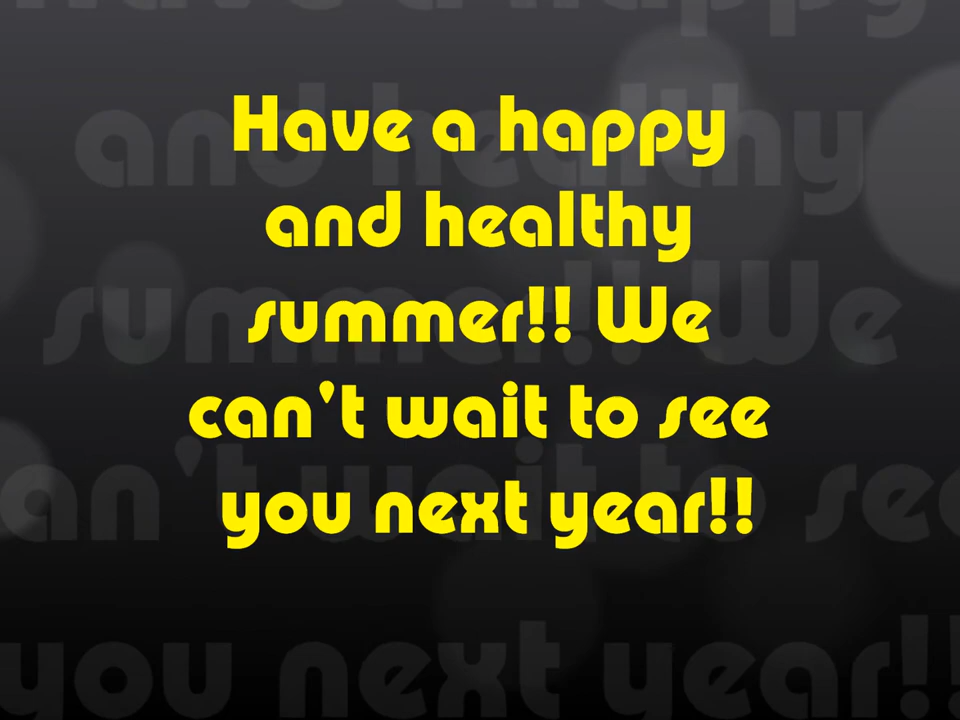 Have a happy
and healthy
summer!! We
can't wait to see
you next year!!